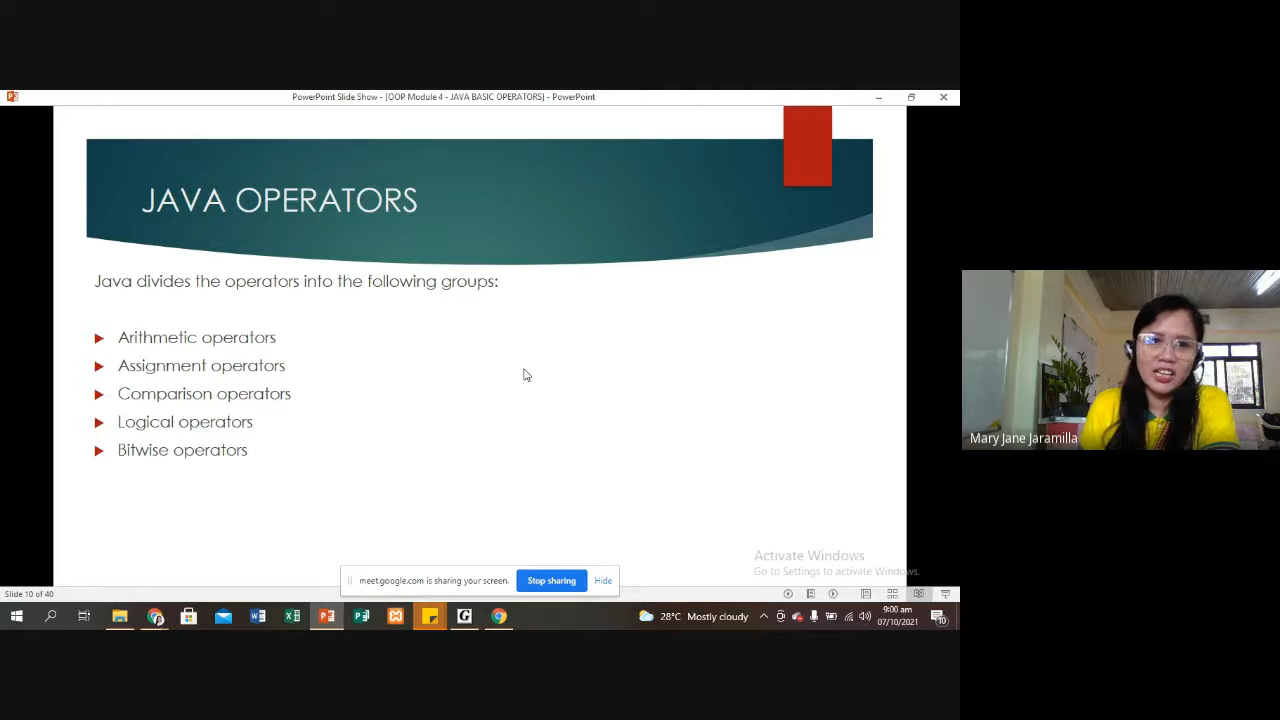 PowerPoint Slide Show - [OOP Module 4 - JAVA BASIC OPERATORS] - PowerPoint
JAVA OPERATORS
Java divides the operators into the following groups:
Arithmetic operators
Assignment operators
Comparison operators
Logical operators
Bitwise operators
Mary Jane Jaramilla
Activate Windows
Go to Settings to activate Windows.
meet.google.com is sharing your screen.
Stop sharing
Hide
Slide 10 of 40
28°C Mostly cloudy
9:00 am
07/10/2021
10